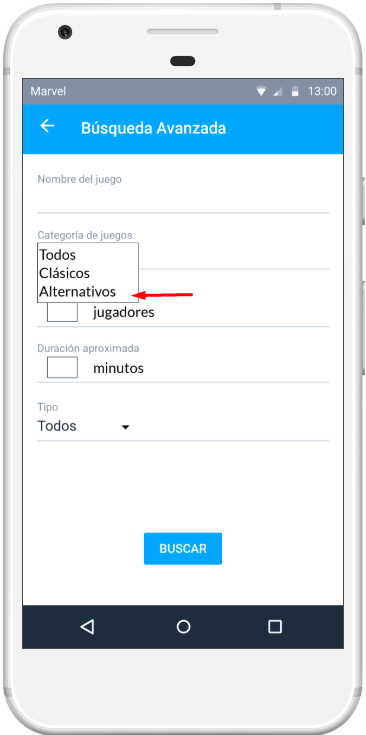 Marvel 13:00
Búsqueda Avanzada
Nombre del juego
Categoría de juegos
Todos
Clásicos
Alternativos
jugadores
Duración aproximada
minutos
Tipo
Todos
BUSCAR